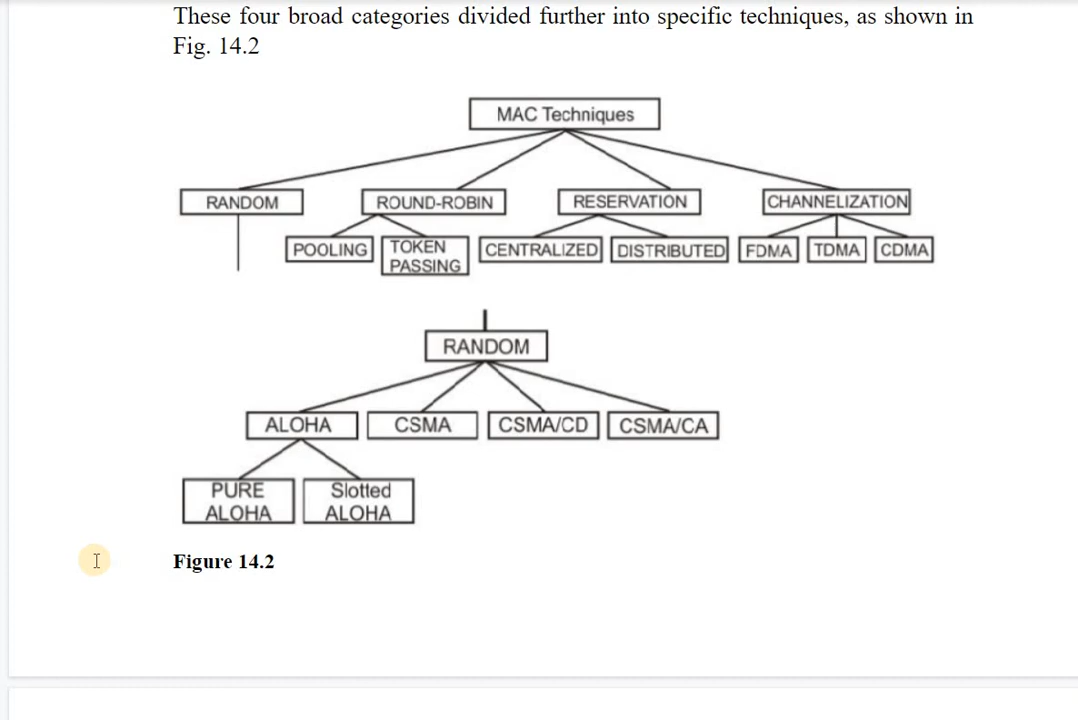 These four broad categories divided further into specific techniques, as shown in
Fig. 14.2
MAC Techniques
RANDOM
ROUND-ROBIN
RESERVATION
CHANNELIZATION
POOLING
TOKEN
PASSING
CENTRALIZED
DISTRIBUTED
FDMA
TDMA
CDMA
RANDOM
ALOHA
CSMA
CSMA/CD
CSMA/CA
PURE
ALOHA
Slotted
ALOHA
Figure 14.2